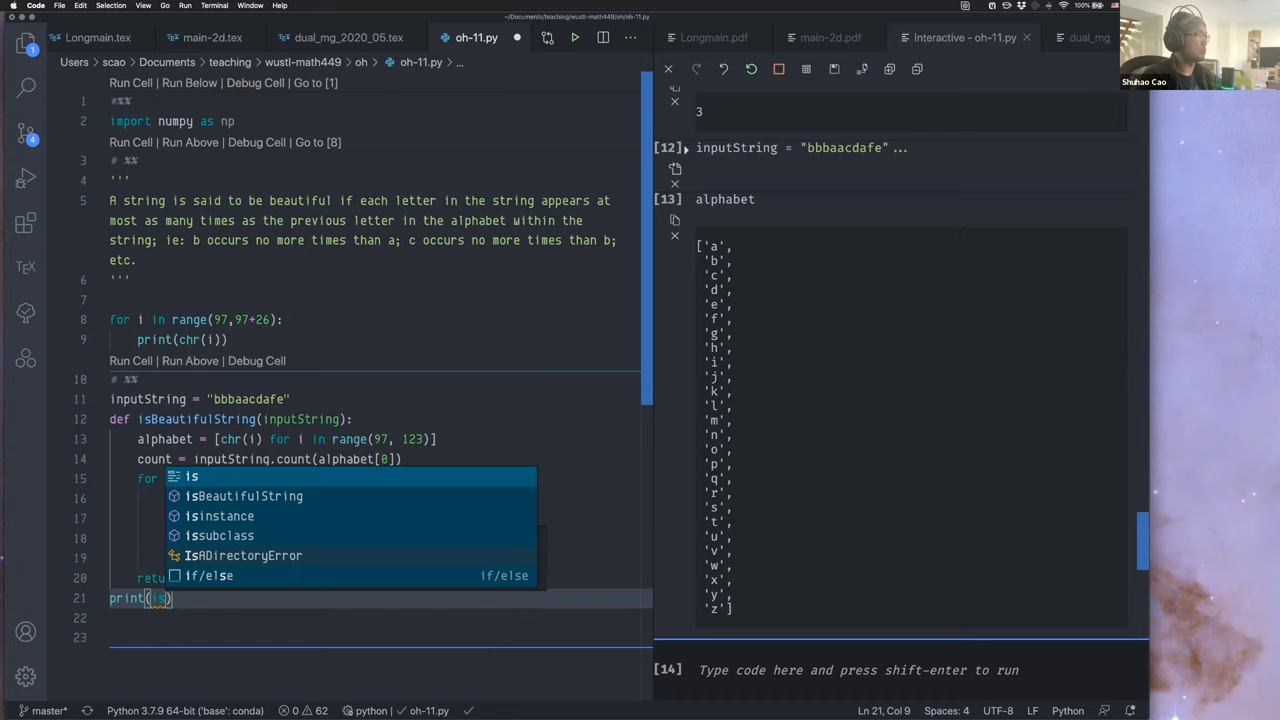 Code File Edit Selection View Go Run Terminal Window Help 100%
~/Documents/teaching/wustl-math449/oh/oh-11.py
Longmain.tex main-2d.tex dual_mg_2020_05.tex oh-11.py
Longmain.pdf main-2d.pdf Interactive - oh-11.py dual_mg
Users > scao > Documents > teaching > wustl-math449 > oh > oh-11.py > ...
Run Cell | Run Below | Debug Cell | Go to [1]
1 #%%
2 import numpy as np
Run Cell | Run Above | Debug Cell | Go to [8]
3 # %%
4 '''
5 A string is said to be beautiful if each letter in the string appears at
most as many times as the previous letter in the alphabet within the
string; ie: b occurs no more times than a; c occurs no more times than b;
etc.
6 '''
7
8 for i in range(97,97+26):
9 print(chr(i))
Run Cell | Run Above | Debug Cell
10 # %%
11 inputString = "bbbaacdafe"
12 def isBeautifulString(inputString):
13 alphabet = [chr(i) for i in range(97, 123)]
14 count = inputString.count(alphabet[0])
15 for
is
16
isBeautifulString
17
isinstance
18
issubclass
19
IsADirectoryError
20 retu
if/else if/else
21 print(is)
22
23
3
[12] inputString = "bbbaacdafe"...
[13] alphabet
['a',
'b',
'c',
'd',
'e',
'f',
'g',
'h',
'i',
'j',
'k',
'l',
'm',
'n',
'o',
'p',
'q',
'r',
's',
't',
'u',
'v',
'w',
'x',
'y',
'z']
[14] Type code here and press shift-enter to run
Shuhao Cao
1
4
TEX
master* Python 3.7.9 64-bit ('base': conda) 0 62 python | oh-11.py
Ln 21, Col 9 Spaces: 4 UTF-8 LF Python